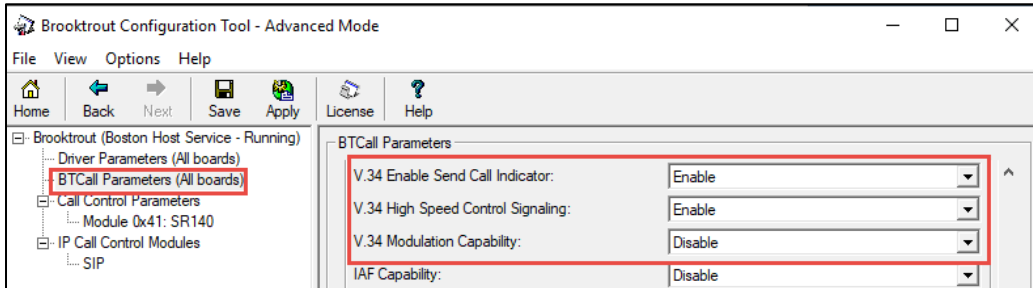 Brooktrout Configuration Tool - Advanced Mode
File View Options Help
Home Back Next Save Apply License Help
Brooktrout (Boston Host Service - Running)
Driver Parameters (All boards)
BTCall Parameters (All boards)
Call Control Parameters
Module 0x41: SR140
IP Call Control Modules
SIP
BTCall Parameters
V.34 Enable Send Call Indicator: Enable
V.34 High Speed Control Signaling: Enable
V.34 Modulation Capability: Disable
IAF Capability: Disable